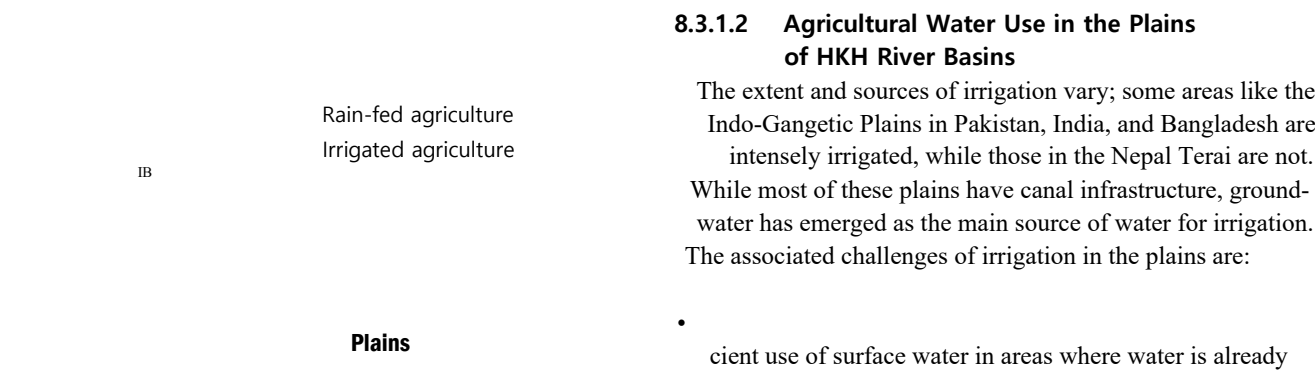 Rain-fed agriculture
Irrigated agriculture
IB
Plains
8.3.1.2 Agricultural Water Use in the Plains
of HKH River Basins
The extent and sources of irrigation vary; some areas like the
Indo-Gangetic Plains in Pakistan, India, and Bangladesh are
intensely irrigated, while those in the Nepal Terai are not.
While most of these plains have canal infrastructure, ground-
water has emerged as the main source of water for irrigation.
The associated challenges of irrigation in the plains are:
•
cient use of surface water in areas where water is already